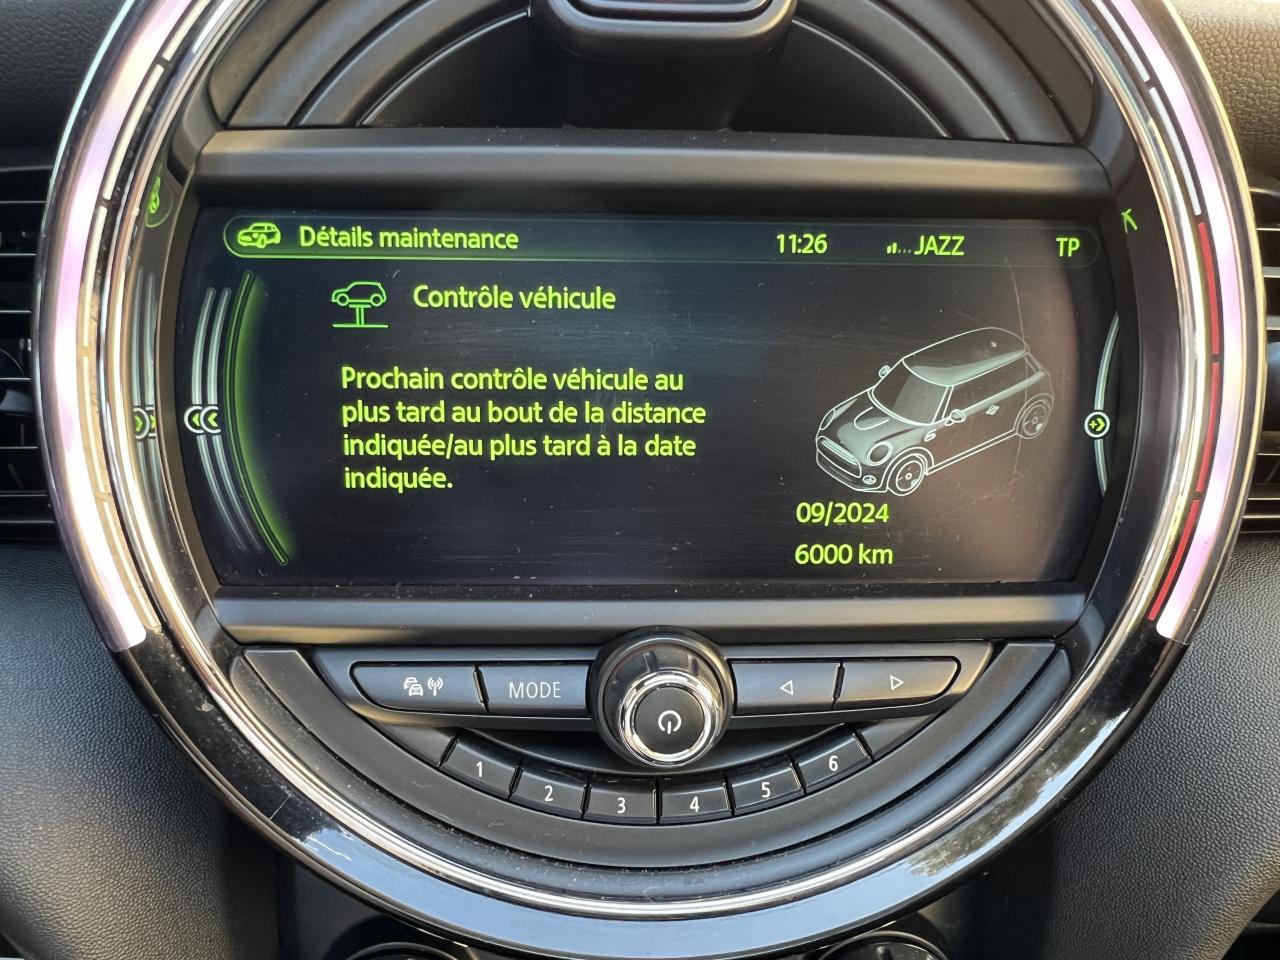 Détails maintenance 11:26 JAZZ TP
Contrôle véhicule
Prochain contrôle véhicule au
plus tard au bout de la distance
indiquée/au plus tard à la date
indiquée.
09/2024
6000 km
MODE
1 2 3 4 5 6